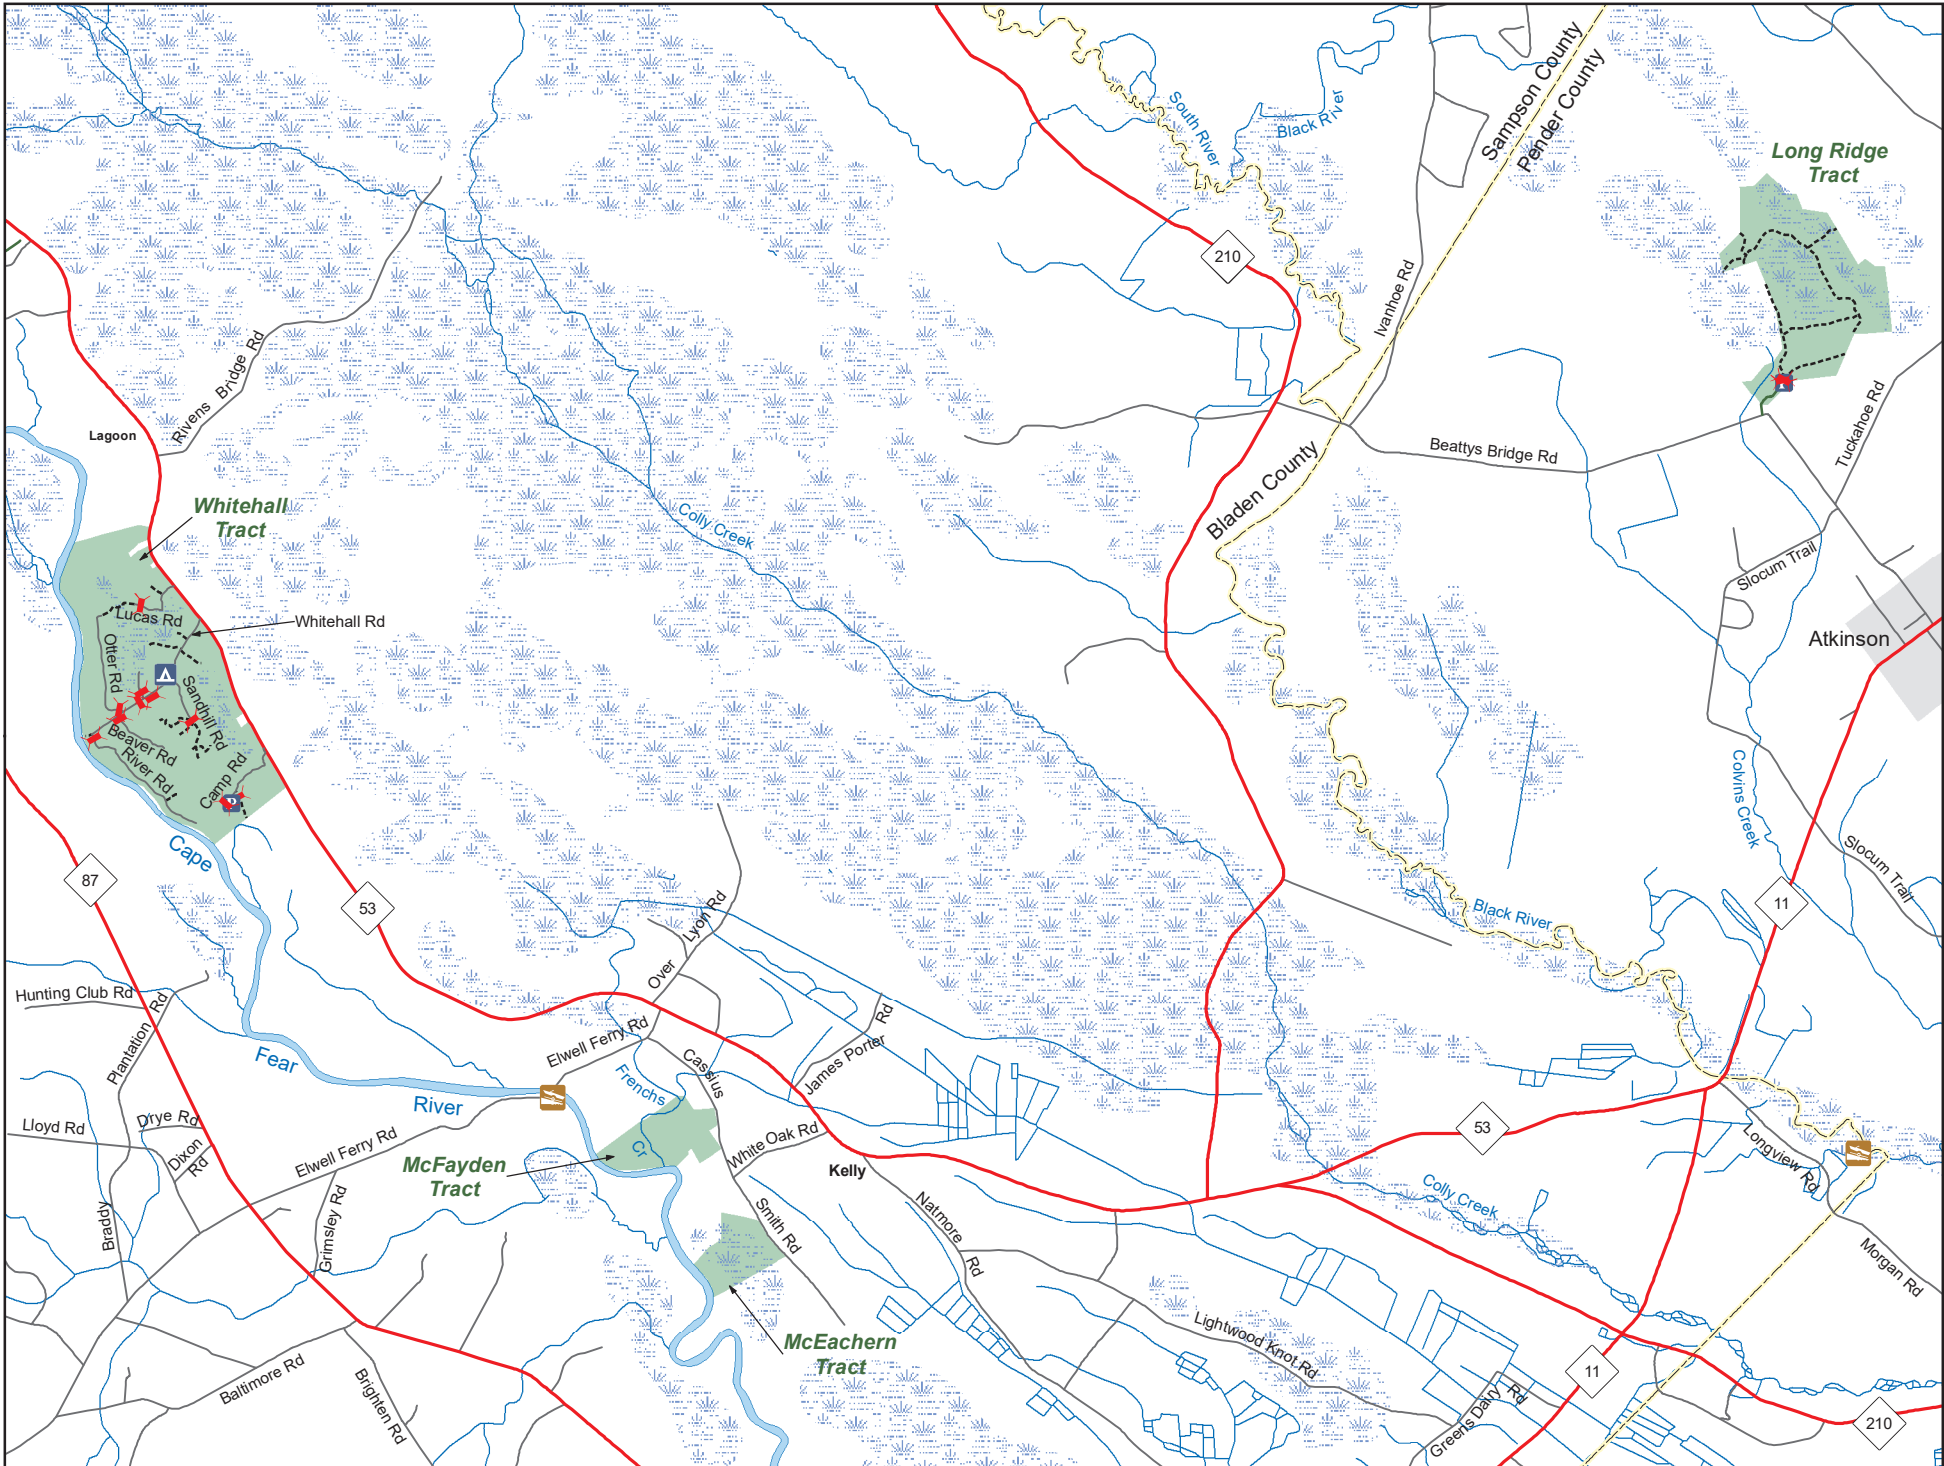 Sampson County
Pender County
South River
Black River
Long Ridge
Tract
210
Ivanhoe Rd
Rivens Bridge Rd
Lagoon
Tuckahoe Rd
Beattys Bridge Rd
Bladen County
Whitehall
Tract
Colly Creek
Slocum Trail
Lucas Rd
Whitehall Rd
Atkinson
Otter Rd
Sandhill Rd
Beaver Rd
River Rd
Camp Rd
P
Colvins Creek
Cape
Slocum Trail
87
53
11
Black River
Over
Lyon Rd
Hunting Club Rd
Plantation Rd
James Porter Rd
Elwell Ferry Rd
Fear
Cassius
Frenchs
Cr
River
Lloyd Rd
Drye Rd
Dixon
Rd
Elwell Ferry Rd
53
Longview Rd
White Oak Rd
McFayden
Tract
Kelly
Brappy
Grimsley Rd
Smith Rd
Natmore
Rd
Colly Creek
Morgan Rd
McEachern
Tract
Lightwood Knot Rd
Baltimore Rd
Brighten Rd
11
Greens Dairy
Rd
210